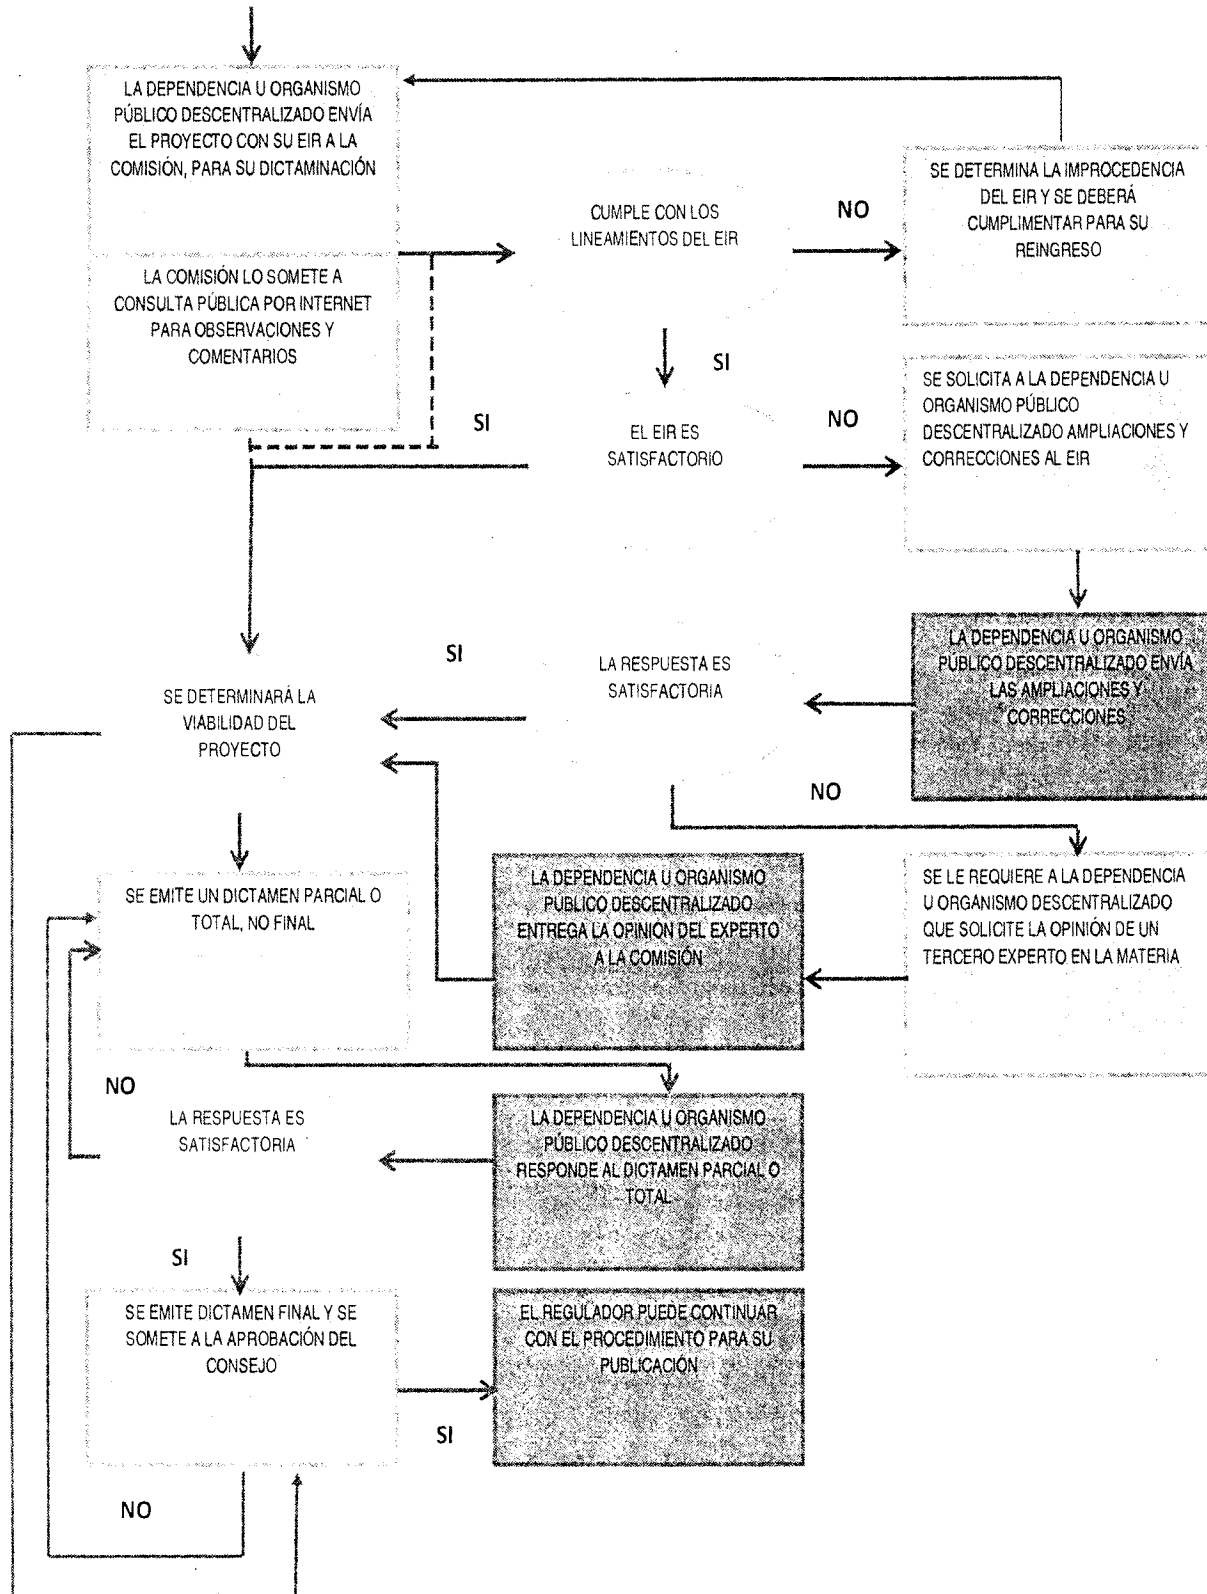 LA DEPENDENCIA U ORGANISMO
PÚBLICO DESCENTRALIZADO ENVÍA
EL PROYECTO CON SU EIR A LA
COMISIÓN, PARA SU DICTAMINACIÓN
LA COMISIÓN LO SOMETE A
CONSULTA PÚBLICA POR INTERNET
PARA OBSERVACIONES Y
COMENTARIOS
CUMPLE CON LOS
LINEAMIENTOS DEL EIR
NO
SE DETERMINA LA IMPROCEDENCIA
DEL EIR Y SE DEBERÁ
CUMPLIMENTAR PARA SU
REINGRESO
SI
SI
EL EIR ES
SATISFACTORIO
NO
SE SOLICITA A LA DEPENDENCIA U
ORGANISMO PÚBLICO
DESCENTRALIZADO AMPLIACIONES Y
CORRECCIONES AL EIR
LA DEPENDENCIA U ORGANISMO
PÚBLICO DESCENTRALIZADO ENVÍA
LAS AMPLIACIONES Y
CORRECCIONES
LA RESPUESTA ES
SATISFACTORIA
SI
NO
SE DETERMINARÁ LA
VIABILIDAD DEL
PROYECTO
SE EMITE UN DICTAMEN PARCIAL O
TOTAL, NO FINAL
LA DEPENDENCIA U ORGANISMO
PÚBLICO DESCENTRALIZADO
ENTREGA LA OPINIÓN DEL EXPERTO
A LA COMISIÓN
SE LE REQUIERE A LA DEPENDENCIA
U ORGANISMO DESCENTRALIZADO
QUE SOLICITE LA OPINIÓN DE UN
TERCERO EXPERTO EN LA MATERIA
NO
LA RESPUESTA ES
SATISFACTORIA
LA DEPENDENCIA U ORGANISMO
PÚBLICO DESCENTRALIZADO
RESPONDE AL DICTAMEN PARCIAL O
TOTAL
SI
SE EMITE DICTAMEN FINAL Y SE
SOMETE A LA APROBACIÓN DEL
CONSEJO
SI
EL REGULADOR PUEDE CONTINUAR
CON EL PROCEDIMIENTO PARA SU
PUBLICACIÓN
NO